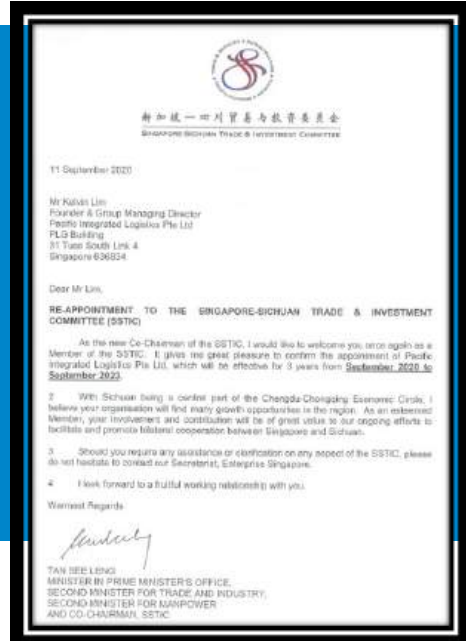 新加坡—四川贸易与投资委员会
SINGAPORE-SICHUAN TRADE & INVESTMENT COMMITTEE
11 September 2020
Mr Kelvin Lim
Founder & Group Managing Director
Pacific Integrated Logistics Pte Ltd
PLG Building
31 Tuas South Link 4
Singapore 636834
Dear Mr Lim,
RE-APPOINTMENT TO THE SINGAPORE-SICHUAN TRADE & INVESTMENT
COMMITTEE (SSTIC)
As the new Co-Chairman of the SSTIC, I would like to welcome you once again as a
Member of the SSTIC. It gives me great pleasure to confirm the appointment of Pacific
Integrated Logistics Pte Ltd, which will be effective for 3 years from September 2020 to
September 2023.
2 With Sichuan being a central part of the Chengdu-Chongqing Economic Circle, I
believe your organisation will find many growth opportunities in the region. As an esteemed
Member, your involvement and contribution will be of great value to our ongoing efforts to
facilitate and promote bilateral cooperation between Singapore and Sichuan.
3 Should you require any assistance or clarification on any aspect of the SSTIC, please
do not hesitate to contact our Secretariat, Enterprise Singapore.
4 I look forward to a fruitful working relationship with you.
Warmest Regards
TAN SEE LENG
MINISTER IN PRIME MINISTER'S OFFICE,
SECOND MINISTER FOR TRADE AND INDUSTRY,
SECOND MINISTER FOR MANPOWER
AND CO-CHAIRMAN, SSTIC